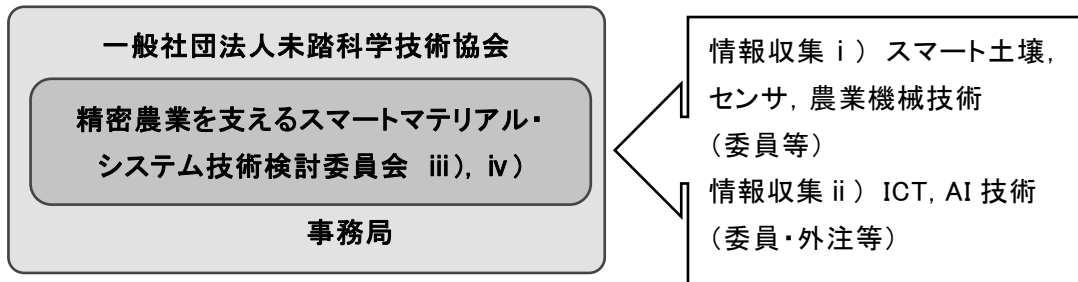 一般社団法人未踏科学技術協会
精密農業を支えるスマートマテリアル・
システム技術検討委員会 ⅲ), ⅳ)
事務局
情報収集ⅰ) スマート土壌,
センサ, 農業機械技術
(委員等)
情報収集ⅱ) ICT, AI 技術
(委員・外注等)